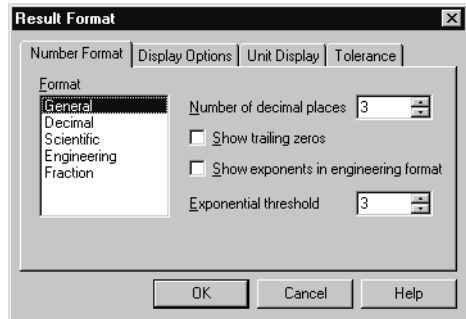 Result Format
Number Format Display Options Unit Display Tolerance
Format
General
Decimal
Scientific
Engineering
Fraction
Number of decimal places 3
Show trailing zeros
Show exponents in engineering format
Exponential threshold 3
OK Cancel Help